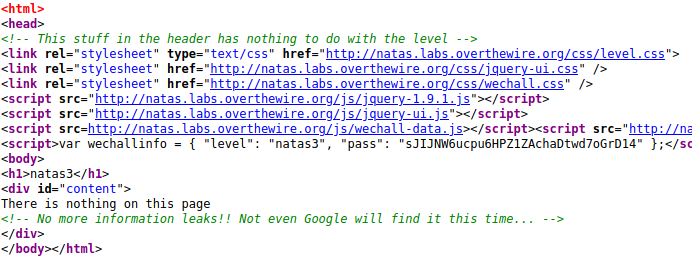 <html>
<head>
<!-- This stuff in the header has nothing to do with the level -->
<link rel="stylesheet" type="text/css" href="http://natas.labs.overthewire.org/css/level.css">
<link rel="stylesheet" href="http://natas.labs.overthewire.org/css/jquery-ui.css" />
<link rel="stylesheet" href="http://natas.labs.overthewire.org/css/wechall.css" />
<script src="http://natas.labs.overthewire.org/js/jquery-1.9.1.js"></script>
<script src="http://natas.labs.overthewire.org/js/jquery-ui.js"></script>
<script src=http://natas.labs.overthewire.org/js/wechall-data.js></script><script src="http://na
<script>var wechallinfo = { "level": "natas3", "pass": "sJIJNW6ucpu6HPZ1ZAchaDtwd7oGrD14" };</sc
<body>
<h1>natas3</h1>
<div id="content">
There is nothing on this page
<!-- No more information leaks!! Not even Google will find it this time... -->
</div>
</body></html>